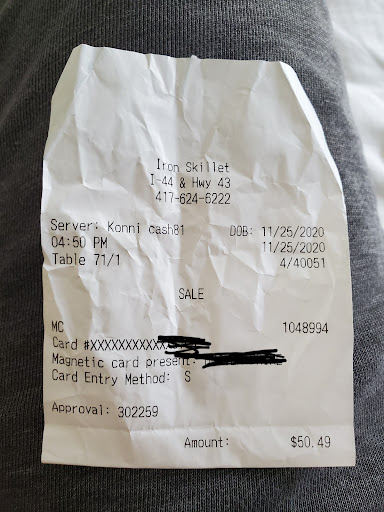 Iron Skillet
I-44 & Hwy 43
417-624-6222
Server: Konni cash81 DOB: 11/25/2020
04:50 PM 11/25/2020
Table 71/1 4/40051
SALE
MC 1048994
Card #XXXXXXXXXXX
Magnetic card present:
Card Entry Method: S
Approval: 302259
Amount: $50.49